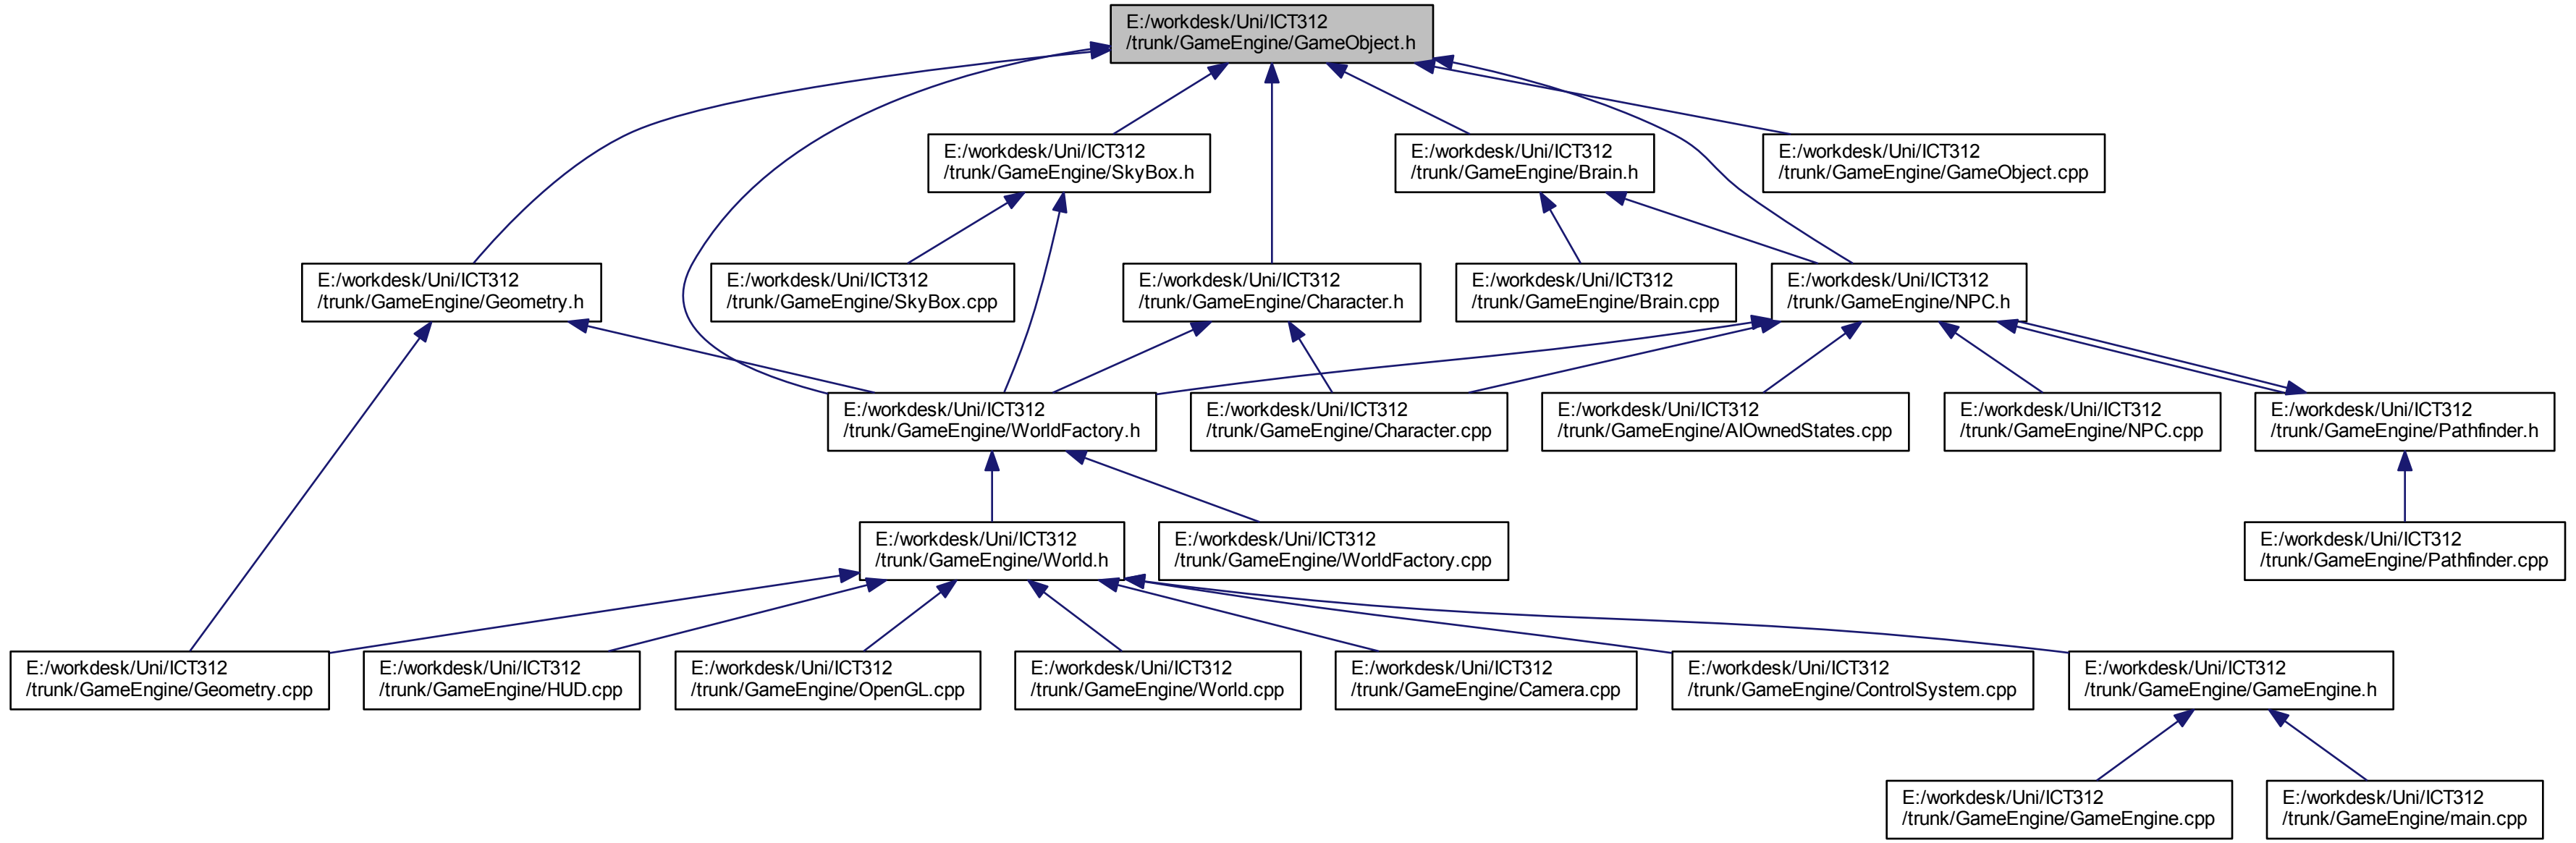 E:/workdesk/Uni/ICT312
/trunk/GameEngine/GameObject.h
E:/workdesk/Uni/ICT312
/trunk/GameEngine/SkyBox.h
E:/workdesk/Uni/ICT312
/trunk/GameEngine/Brain.h
E:/workdesk/Uni/ICT312
/trunk/GameEngine/GameObject.cpp
E:/workdesk/Uni/ICT312
/trunk/GameEngine/Geometry.h
E:/workdesk/Uni/ICT312
/trunk/GameEngine/SkyBox.cpp
E:/workdesk/Uni/ICT312
/trunk/GameEngine/Character.h
E:/workdesk/Uni/ICT312
/trunk/GameEngine/Brain.cpp
E:/workdesk/Uni/ICT312
/trunk/GameEngine/NPC.h
E:/workdesk/Uni/ICT312
/trunk/GameEngine/WorldFactory.h
E:/workdesk/Uni/ICT312
/trunk/GameEngine/Character.cpp
E:/workdesk/Uni/ICT312
/trunk/GameEngine/AIOwnedStates.cpp
E:/workdesk/Uni/ICT312
/trunk/GameEngine/NPC.cpp
E:/workdesk/Uni/ICT312
/trunk/GameEngine/Pathfinder.h
E:/workdesk/Uni/ICT312
/trunk/GameEngine/World.h
E:/workdesk/Uni/ICT312
/trunk/GameEngine/WorldFactory.cpp
E:/workdesk/Uni/ICT312
/trunk/GameEngine/Pathfinder.cpp
E:/workdesk/Uni/ICT312
/trunk/GameEngine/Geometry.cpp
E:/workdesk/Uni/ICT312
/trunk/GameEngine/HUD.cpp
E:/workdesk/Uni/ICT312
/trunk/GameEngine/OpenGL.cpp
E:/workdesk/Uni/ICT312
/trunk/GameEngine/World.cpp
E:/workdesk/Uni/ICT312
/trunk/GameEngine/Camera.cpp
E:/workdesk/Uni/ICT312
/trunk/GameEngine/ControlSystem.cpp
E:/workdesk/Uni/ICT312
/trunk/GameEngine/GameEngine.h
E:/workdesk/Uni/ICT312
/trunk/GameEngine/GameEngine.cpp
E:/workdesk/Uni/ICT312
/trunk/GameEngine/main.cpp